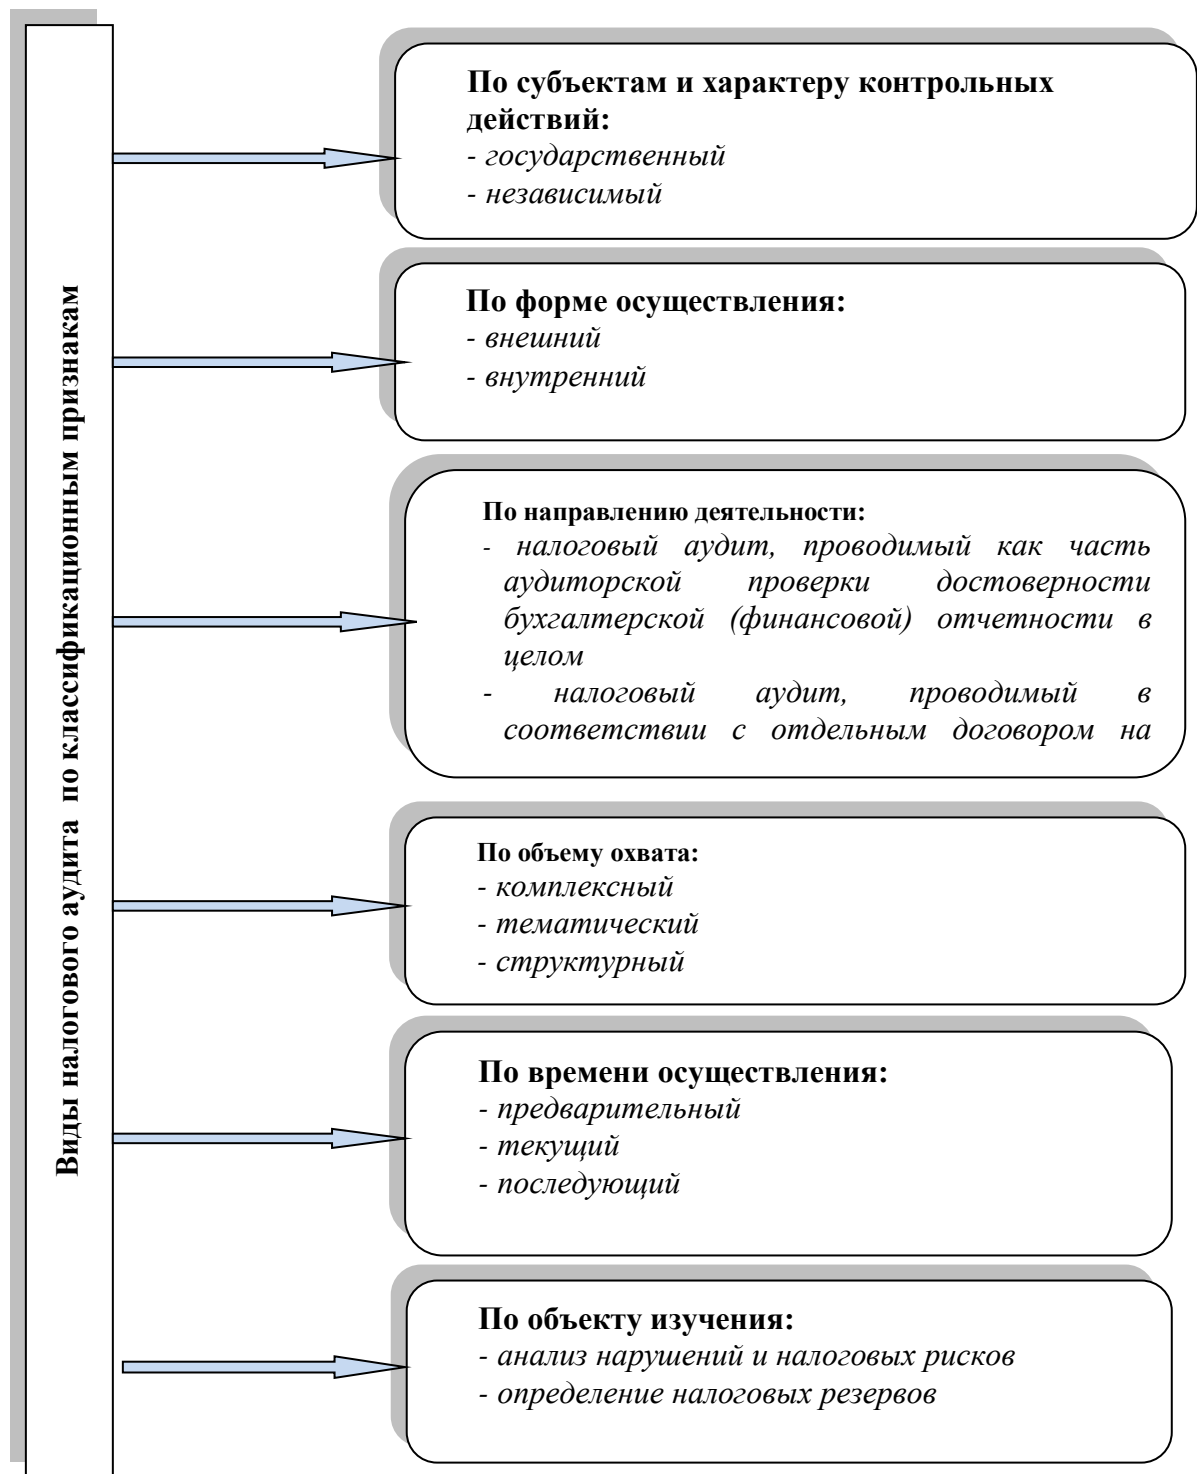 Виды налогового аудита по классификационным признакам
По субъектам и характеру контрольных
действий:
- государственный
- независимый
По форме осуществления:
- внешний
- внутренний
По направлению деятельности:
- налоговый аудит, проводимый как часть
аудиторской проверки достоверности
бухгалтерской (финансовой) отчетности в
целом
- налоговый аудит, проводимый в
соответствии с отдельным договором на
По объему охвата:
- комплексный
- тематический
- структурный
По времени осуществления:
- предварительный
- текущий
- последующий
По объекту изучения:
- анализ нарушений и налоговых рисков
- определение налоговых резервов